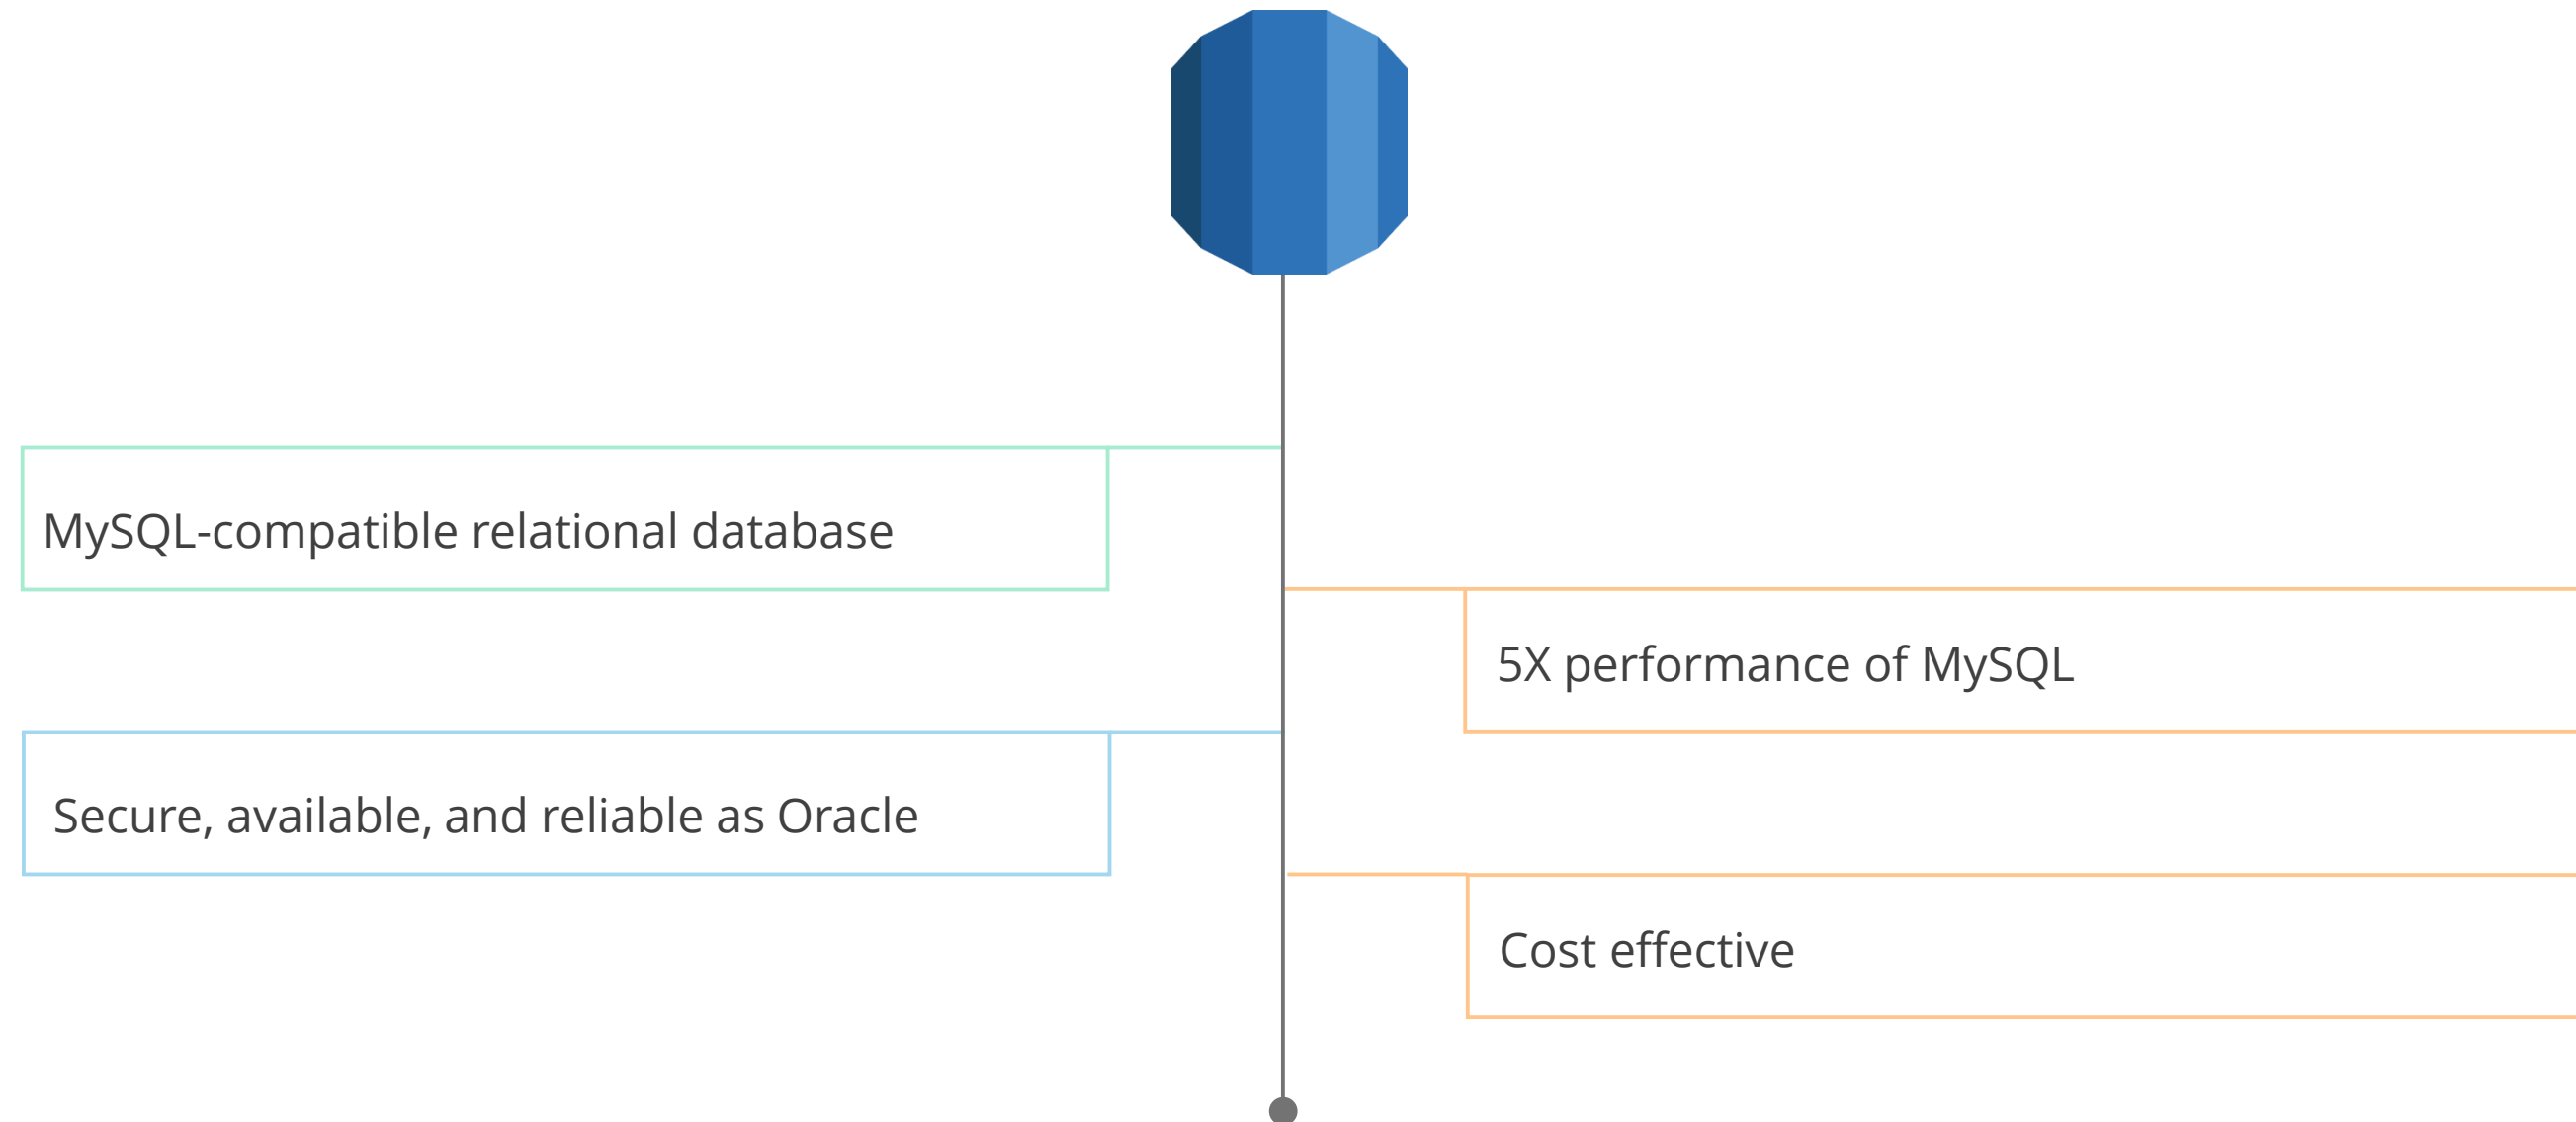 MySQL-compatible relational database
5X performance of MySQL
Secure, available, and reliable as Oracle
Cost effective